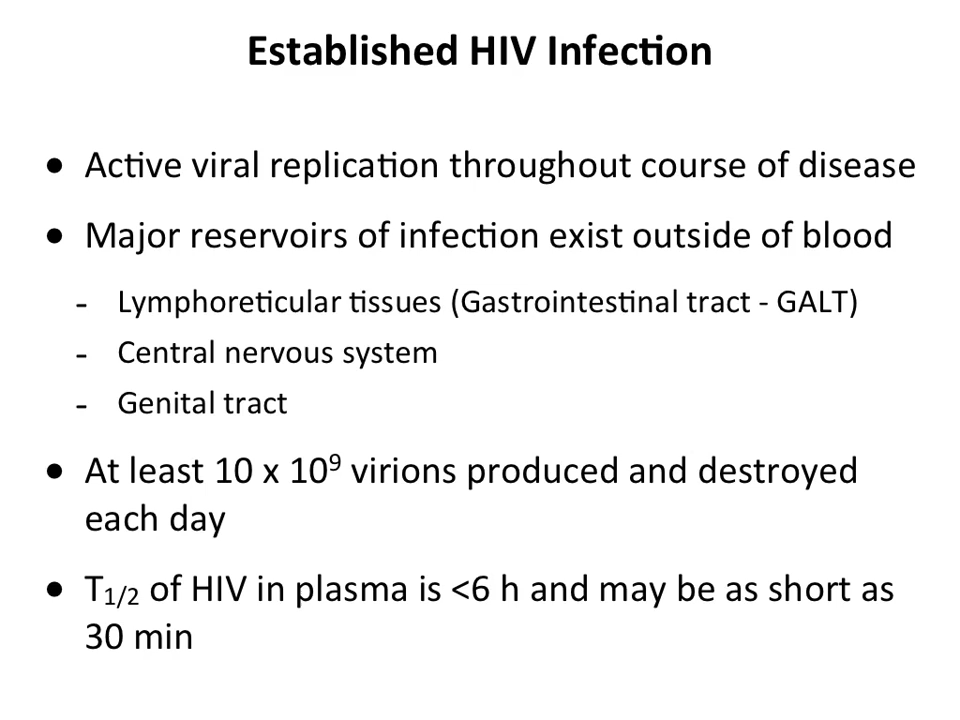 Established HIV Infection
• Active viral replication throughout course of disease
• Major reservoirs of infection exist outside of blood
- Lymphoreticular tissues (Gastrointestinal tract - GALT)
- Central nervous system
- Genital tract
• At least 10 x 10⁹ virions produced and destroyed
each day
• T₁/₂ of HIV in plasma is <6 h and may be as short as
30 min